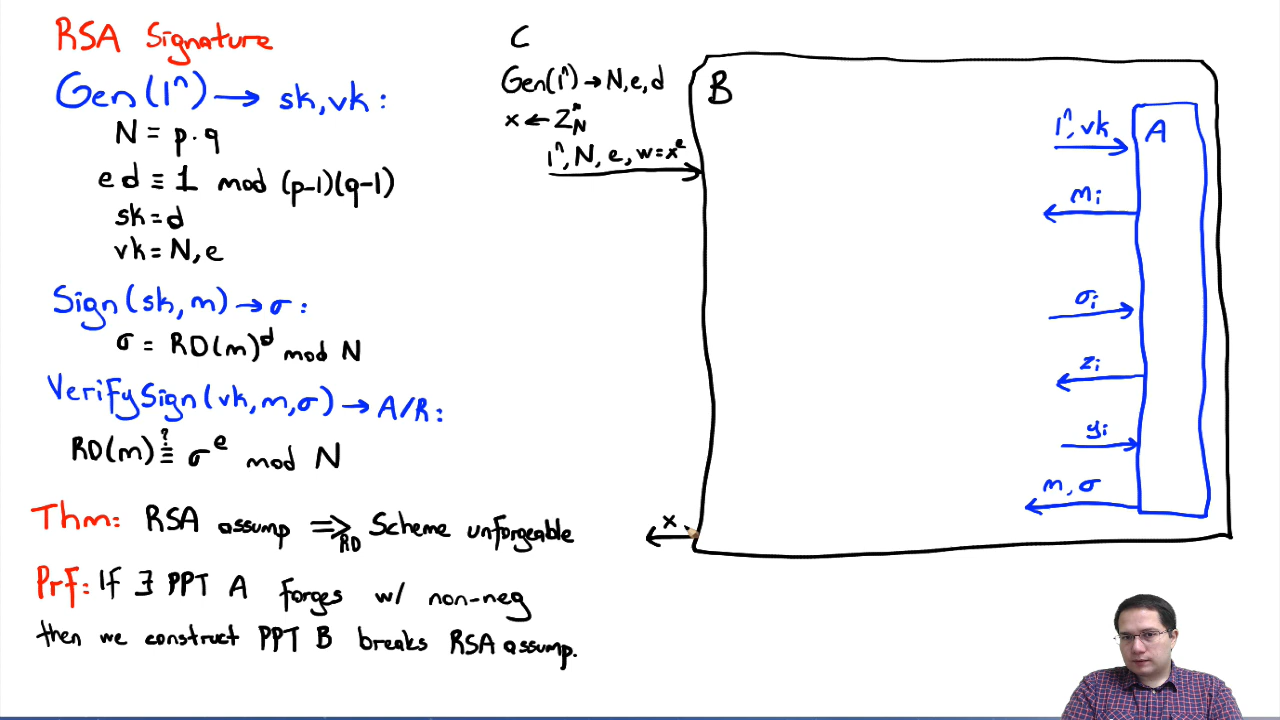 RSA Signature
Gen(1ⁿ) → sk, vk :
N = p·q
e d ≡ 1 mod (p-1)(q-1)
sk = d
vk = N, e
Sign(sk, m) → σ :
σ = RO(m)ᵈ mod N
VerifySign(vk, m, σ) → A/R :
RO(m) ≟ σᵉ mod N
Thm: RSA assump ⇒RO Scheme unforgeable
Prf: If ∃ PPT A forges w/ non-neg
then we construct PPT B breaks RSA assump.
C
Gen(1ⁿ) → N, e, d
x ← Z*_N
1ⁿ, N, e, w = xᵉ
B
x
A
1ⁿ, vk
mᵢ
σᵢ
zᵢ
yᵢ
m, σ